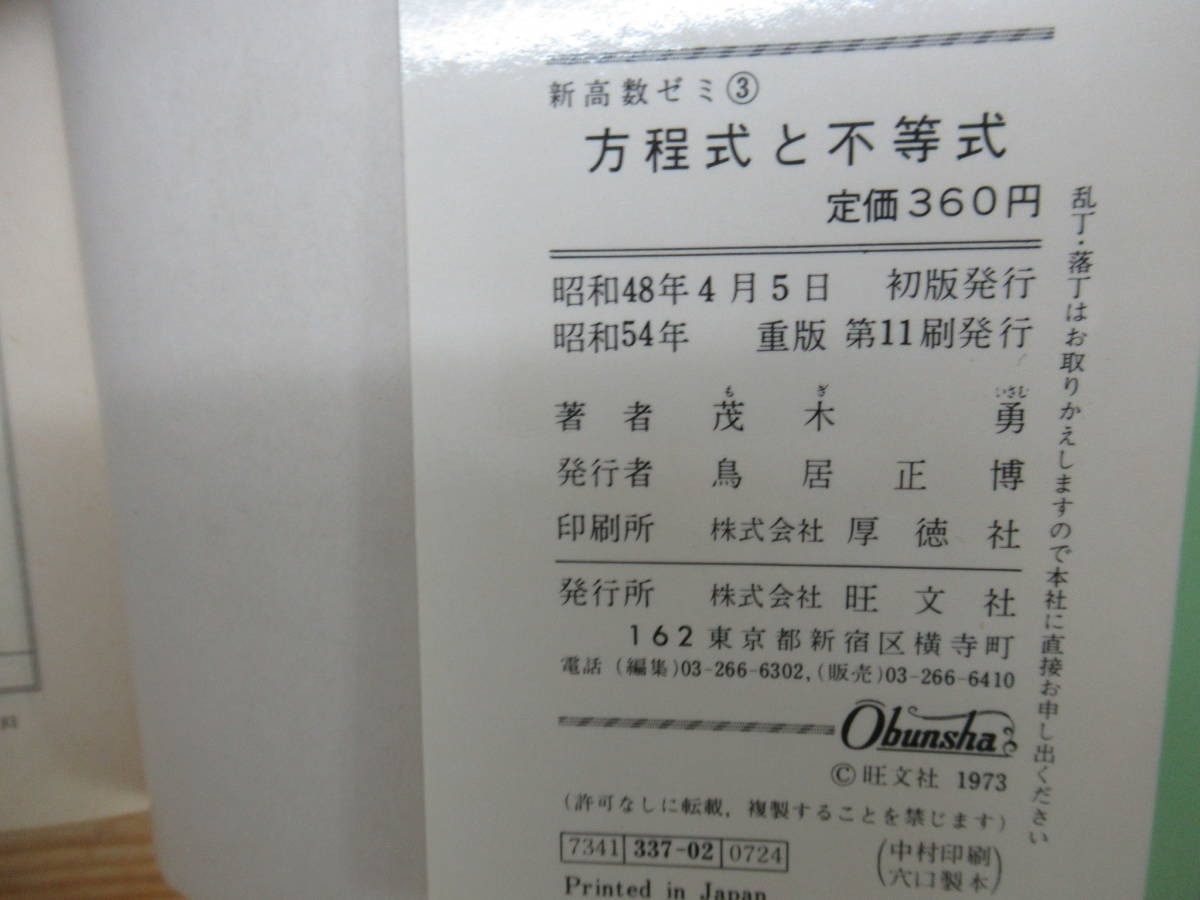 新高数ゼミ③
方程式と不等式
定価360円
昭和48年4月5日 初版発行
昭和54年 重版 第11刷発行
著者 茂木 勇
も ぎ いさむ
発行者 鳥居正博
印刷所 株式会社 厚徳社
発行所 株式会社 旺文社
162 東京都新宿区横寺町
電話(編集)03-266-6302,(販売)03-266-6410
Obunsha
©旺文社 1973
(許可なしに転載,複製することを禁じます)
7341 337-02 0724
(中村印刷
穴口製本)
Printed in Japan
乱丁・落丁はお取りかえしますので本社に直接お申し出ください